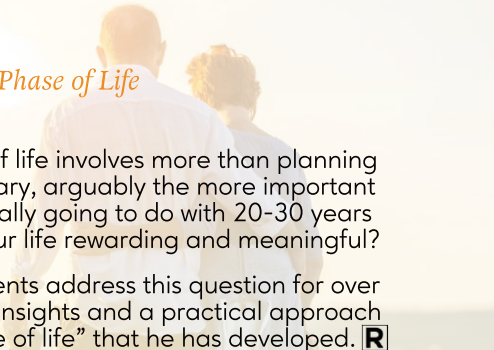 Phase of Life
f life involves more than planning
ary, arguably the more important
ally going to do with 20-30 years
ur life rewarding and meaningful?
ents address this question for over
nsights and a practical approach
e of life” that he has developed. R